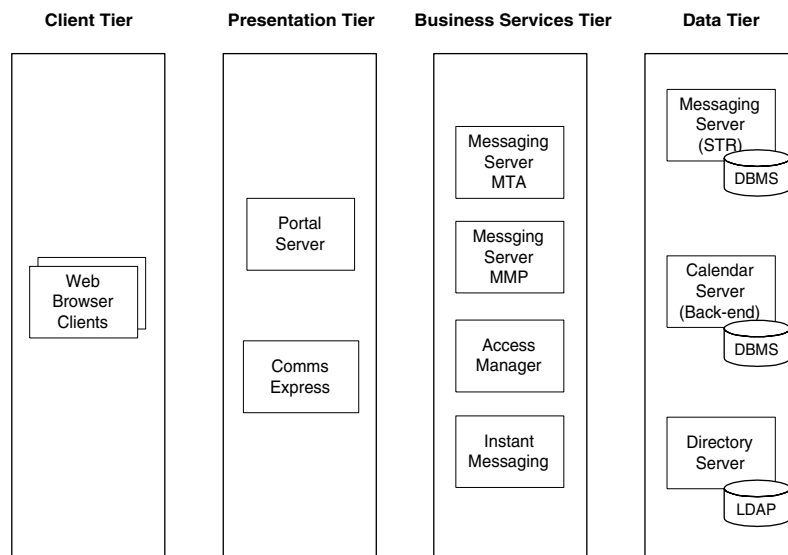 Client Tier
Presentation Tier
Business Services Tier
Data Tier
Web
Browser
Clients
Portal
Server
Comms
Express
Messaging
Server
MTA
Messging
Server
MMP
Access
Manager
Instant
Messaging
Messaging
Server
(STR)
DBMS
Calendar
Server
(Back-end)
DBMS
Directory
Server
LDAP